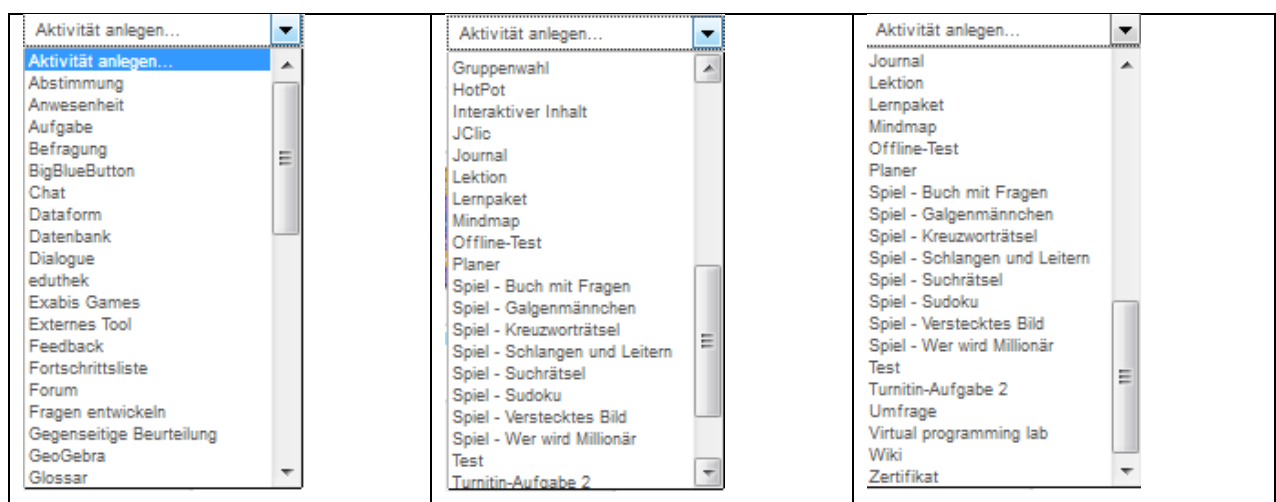 Aktivität anlegen...
Aktivität anlegen...
Abstimmung
Anwesenheit
Aufgabe
Befragung
BigBlueButton
Chat
Dataform
Datenbank
Dialogue
eduthek
Exabis Games
Externes Tool
Feedback
Fortschrittsliste
Forum
Fragen entwickeln
Gegenseitige Beurteilung
GeoGebra
Glossar
Aktivität anlegen...
Gruppenwahl
HotPot
Interaktiver Inhalt
JClic
Journal
Lektion
Lernpaket
Mindmap
Offline-Test
Planer
Spiel - Buch mit Fragen
Spiel - Galgenmännchen
Spiel - Kreuzworträtsel
Spiel - Schlangen und Leitern
Spiel - Suchrätsel
Spiel - Sudoku
Spiel - Verstecktes Bild
Spiel - Wer wird Millionär
Test
Turnitin-Aufgabe 2
Aktivität anlegen...
Journal
Lektion
Lernpaket
Mindmap
Offline-Test
Planer
Spiel - Buch mit Fragen
Spiel - Galgenmännchen
Spiel - Kreuzworträtsel
Spiel - Schlangen und Leitern
Spiel - Suchrätsel
Spiel - Sudoku
Spiel - Verstecktes Bild
Spiel - Wer wird Millionär
Test
Turnitin-Aufgabe 2
Umfrage
Virtual programming lab
Wiki
Zertifikat